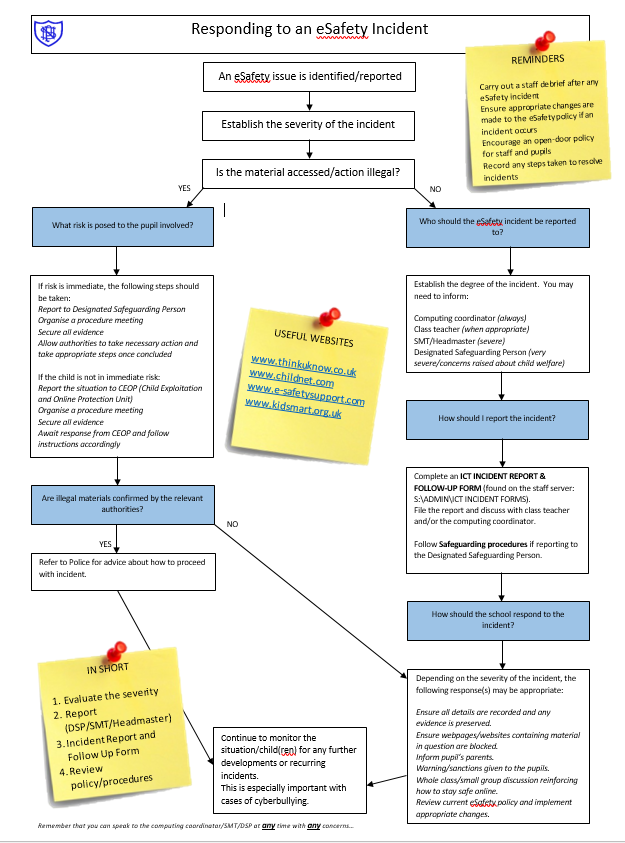 Responding to an eSafety Incident
REMINDERS
Carry out a staff debrief after any
eSafety incident
Ensure appropriate changes are
made to the eSafety policy if an
incident occurs
Encourage an open-door policy
for staff and pupils
Record any steps taken to resolve
incidents
An eSafety issue is identified/reported
Establish the severity of the incident
Is the material accessed/action illegal?
YES
NO
What risk is posed to the pupil involved?
Who should the eSafety incident be reported
to?
If risk is immediate, the following steps should
be taken:
Report to Designated Safeguarding Person
Organise a procedure meeting
Secure all evidence
Allow authorities to take necessary action and
take appropriate steps once concluded
If the child is not in immediate risk:
Report the situation to CEOP (Child Exploitation
and Online Protection Unit)
Organise a procedure meeting
Secure all evidence
Await response from CEOP and follow
instructions accordingly
Establish the degree of the incident. You may
need to inform:
Computing coordinator (always)
Class teacher (when appropriate)
SMT/Headmaster (severe)
Designated Safeguarding Person (very
severe/concerns raised about child welfare)
USEFUL WEBSITES
www.thinkuknow.co.uk
www.childnet.com
www.e-safetysupport.com
www.kidsmart.org.uk
How should I report the incident?
Complete an ICT INCIDENT REPORT &
FOLLOW-UP FORM (found on the staff server:
S:\ADMIN\ICT INCIDENT FORMS).
File the report and discuss with class teacher
and/or the computing coordinator.
Follow Safeguarding procedures if reporting to
the Designated Safeguarding Person.
Are illegal materials confirmed by the relevant
authorities?
NO
YES
Refer to Police for advice about how to proceed
with incident.
How should the school respond to the
incident?
Depending on the severity of the incident, the
following response(s) may be appropriate:
Ensure all details are recorded and any
evidence is preserved.
Ensure webpages/websites containing material
in question are blocked.
Inform pupil's parents.
Warning/sanctions given to the pupils.
Whole class/small group discussion reinforcing
how to stay safe online.
Review current eSafety policy and implement
appropriate changes.
IN SHORT
1. Evaluate the severity
2. Report
(DSP/SMT/Headmaster)
3. Incident Report and
Follow Up Form
4. Review
policy/procedures
Continue to monitor the
situation/child(ren) for any further
developments or recurring
incidents.
This is especially important with
cases of cyberbullying.
Remember that you can speak to the computing coordinator/SMT/DSP at any time with any concerns...